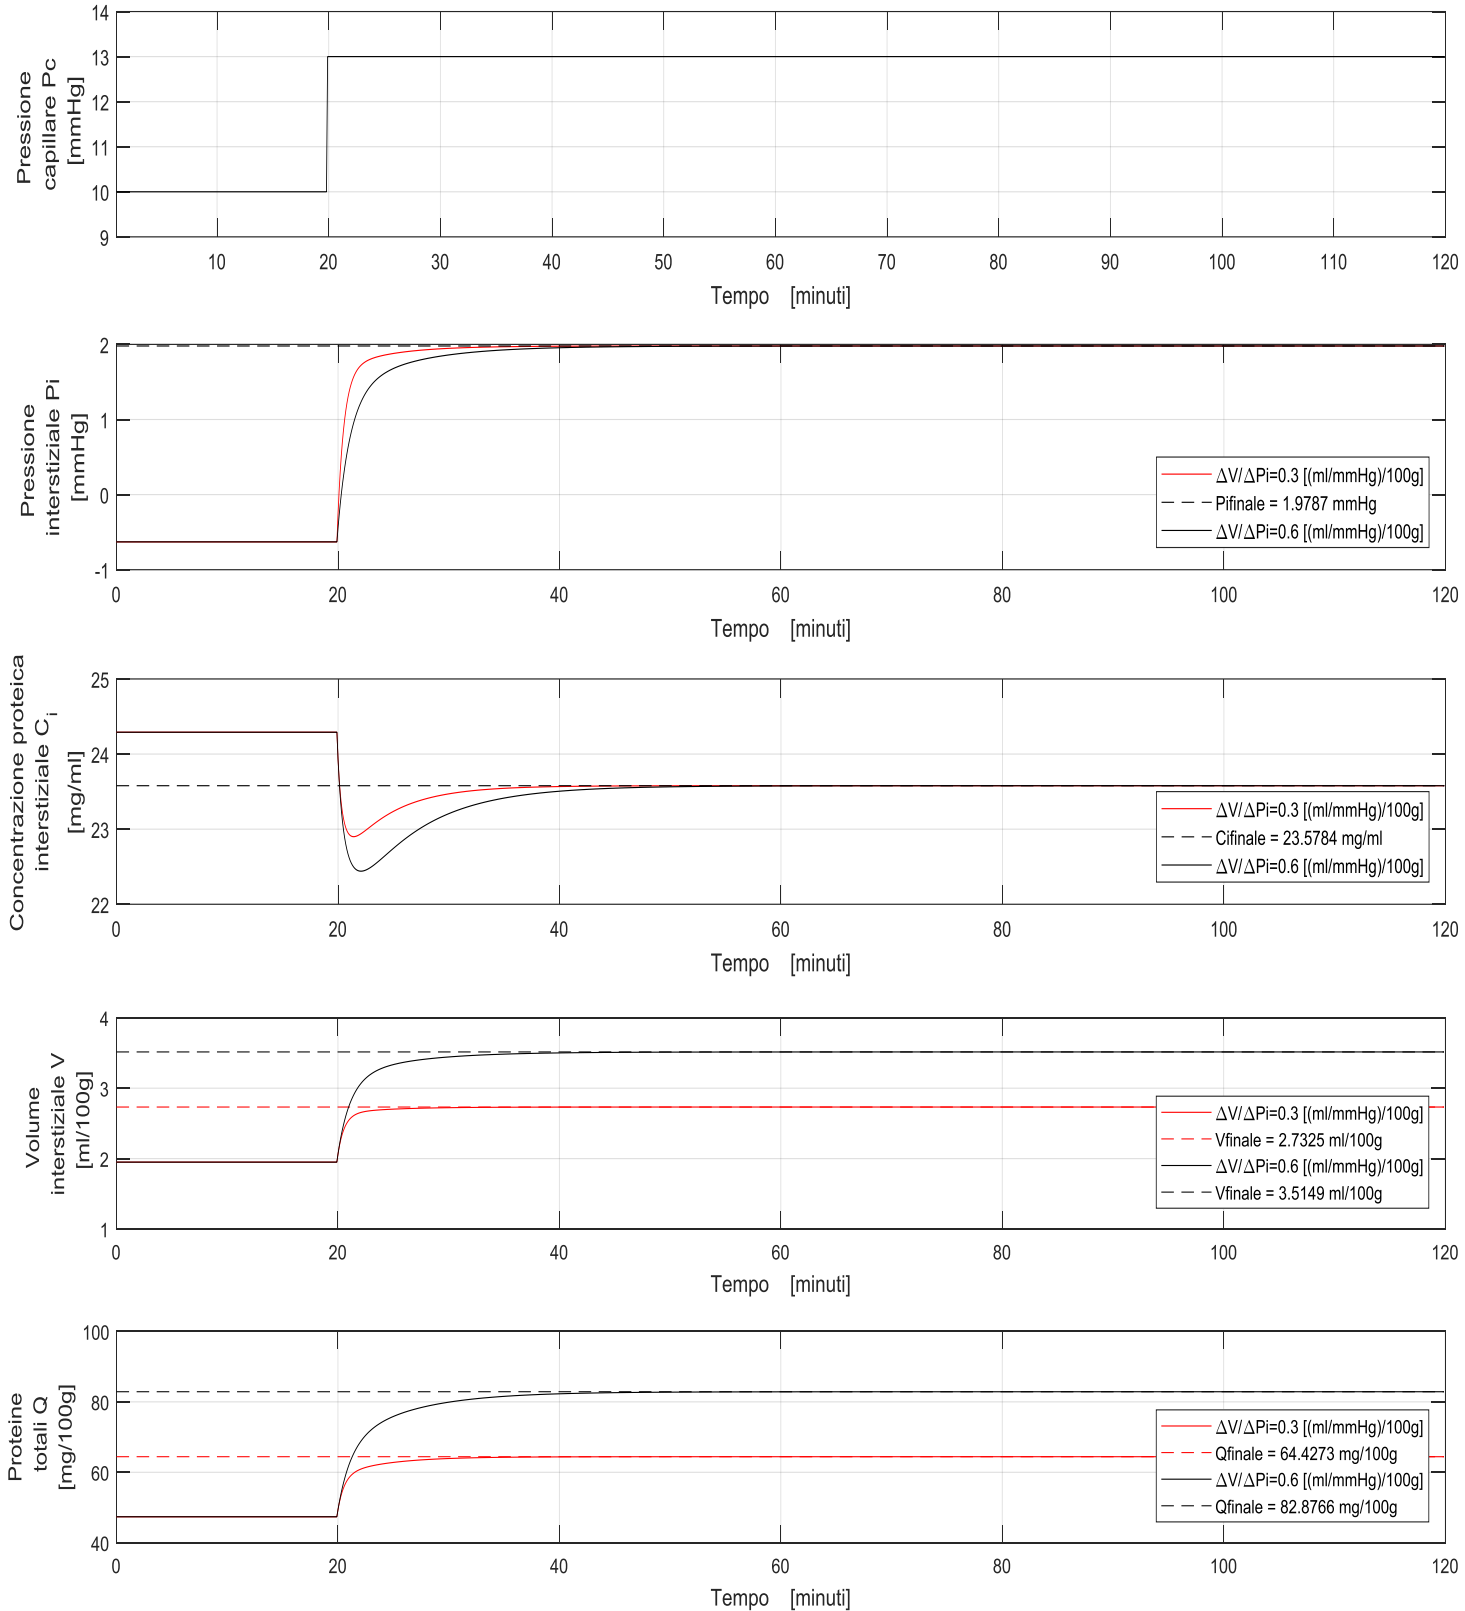 14
13
12
11
10
9
Pressione
capillare Pc
[mmHg]
10 20 30 40 50 60 70 80 90 100 110 120
Tempo [minuti]
2
1
0
-1
Pressione
interstiziale Pi
[mmHg]
ΔV/ΔPi=0.3 [(ml/mmHg)/100g]
Pifinale = 1.9787 mmHg
ΔV/ΔPi=0.6 [(ml/mmHg)/100g]
0 20 40 60 80 100 120
Tempo [minuti]
25
24
23
22
Concentrazione proteica
interstiziale Ci
[mg/ml]
ΔV/ΔPi=0.3 [(ml/mmHg)/100g]
Cifinale = 23.5784 mg/ml
ΔV/ΔPi=0.6 [(ml/mmHg)/100g]
0 20 40 60 80 100 120
Tempo [minuti]
4
3
2
1
Volume
interstiziale V
[ml/100g]
ΔV/ΔPi=0.3 [(ml/mmHg)/100g]
Vfinale = 2.7325 ml/100g
ΔV/ΔPi=0.6 [(ml/mmHg)/100g]
Vfinale = 3.5149 ml/100g
0 20 40 60 80 100 120
Tempo [minuti]
100
80
60
40
Proteine
totali Q
[mg/100g]
ΔV/ΔPi=0.3 [(ml/mmHg)/100g]
Qfinale = 64.4273 mg/100g
ΔV/ΔPi=0.6 [(ml/mmHg)/100g]
Qfinale = 82.8766 mg/100g
0 20 40 60 80 100 120
Tempo [minuti]